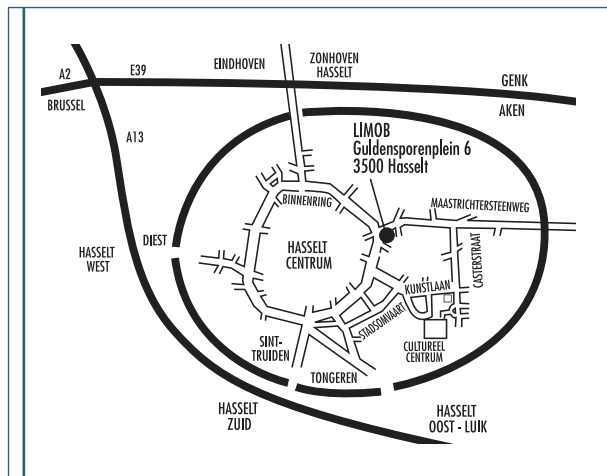 EINDHOVEN
ZONHOVEN
HASSELT
A2
E39
GENK
BRUSSEL
AKEN
A13
LIMOB
Guldensporenplein 6
3500 Hasselt
BINNENRING
MAASTRICHTERSTEENWEG
DIEST
HASSELT
WEST
HASSELT
CENTRUM
CASTERSTRAAT
KUNSTLAAN
STADSOMVAART
SINT-
TRUIDEN
CULTUREEL
CENTRUM
TONGEREN
HASSELT
ZUID
HASSELT
OOST - LUIK